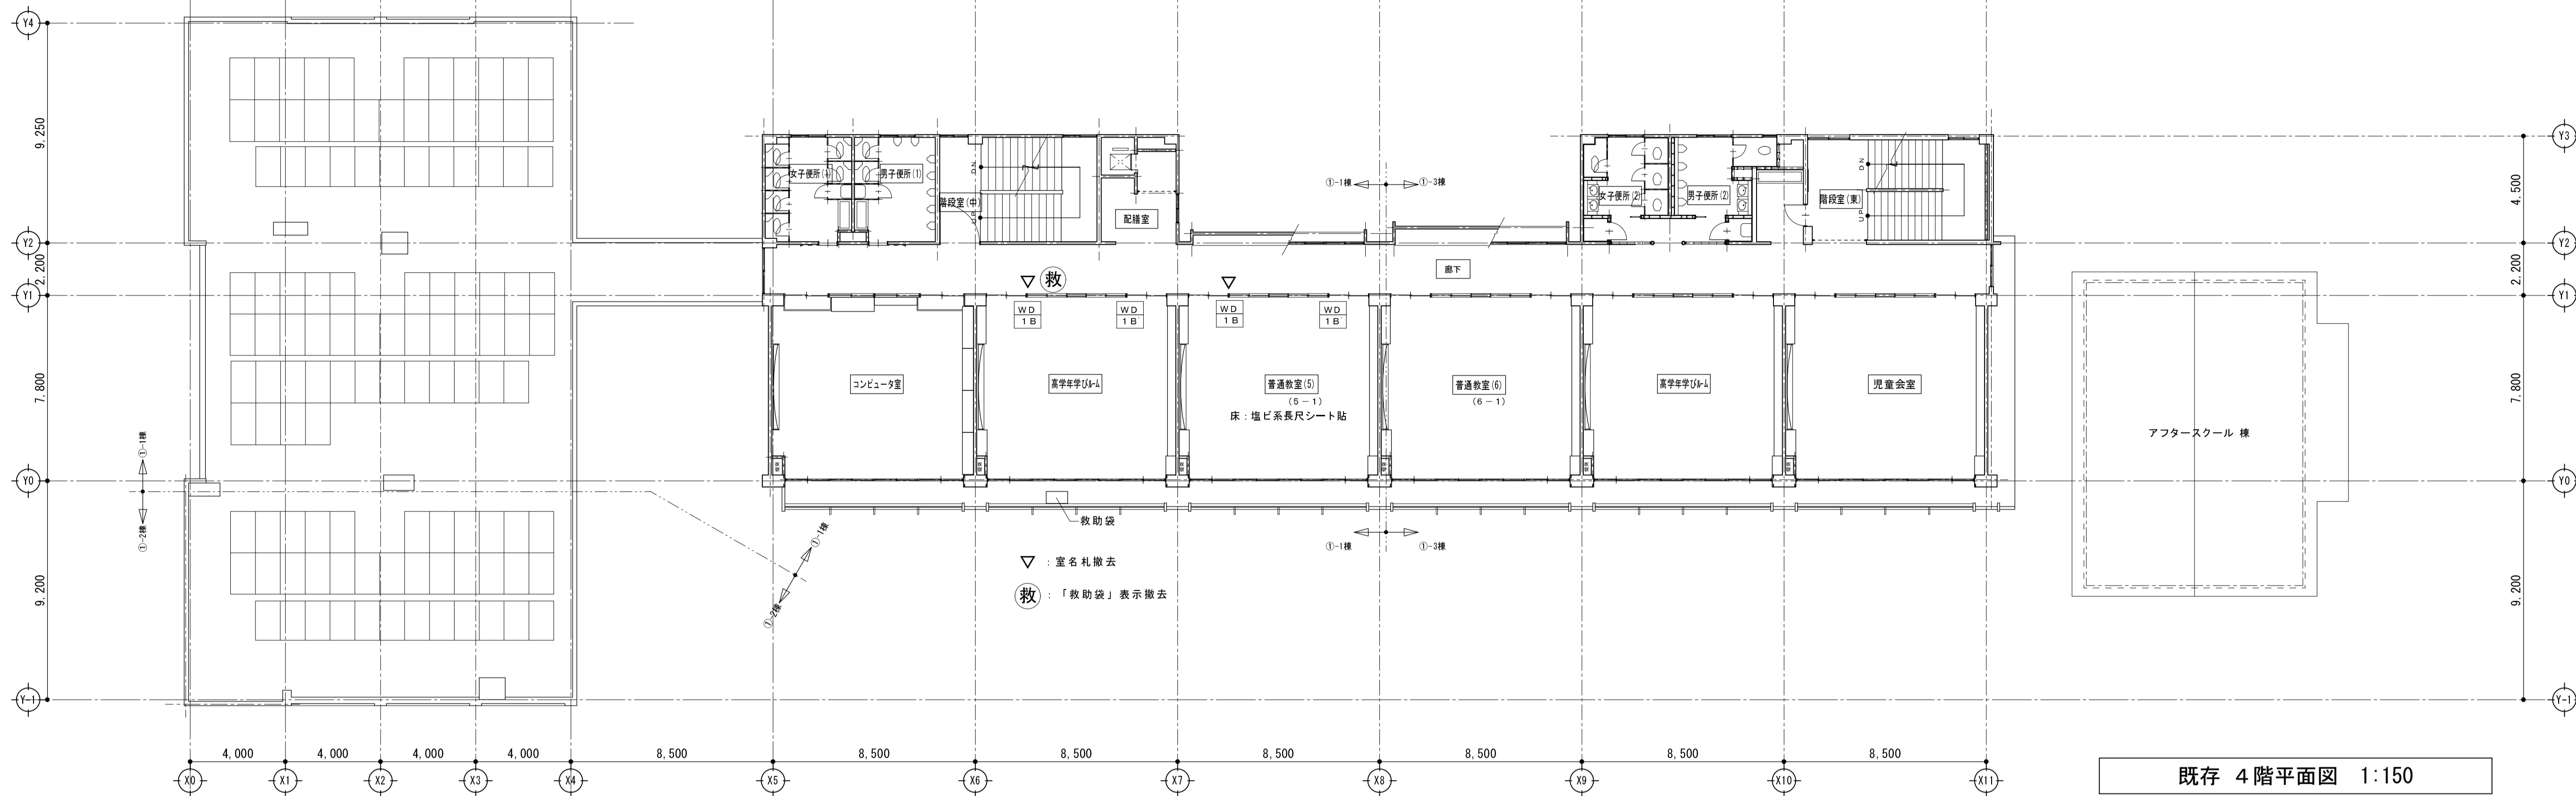 Y4
Y3
9,250
4,500
女子便所(1)
男子便所(1)
階段室(中)
DN
UP
配膳室
①-1棟
①-3棟
女子便所(2)
男子便所(2)
階段室(東)
DN
UP
Y2
Y2
2,200
2,200
救
廊下
Y1
Y1
WD
1B
WD
1B
WD
1B
WD
1B
7,800
7,800
コンピュータ室
高学年学びルーム
普通教室(5)
(5-1)
床:塩ビ系長尺シート貼
普通教室(6)
(6-1)
高学年学びルーム
児童会室
アフタースクール 棟
①-1棟
①-2棟
Y0
Y0
救助袋
①-1棟
①-2棟
①-1棟
①-3棟
▽:室名札撤去
救:「救助袋」表示撤去
9,200
9,200
Y-1
Y-1
4,000
4,000
4,000
4,000
8,500
8,500
8,500
8,500
8,500
8,500
8,500
X0
X1
X2
X3
X4
X5
X6
X7
X8
X9
X10
X11
既存 4階平面図 1:150